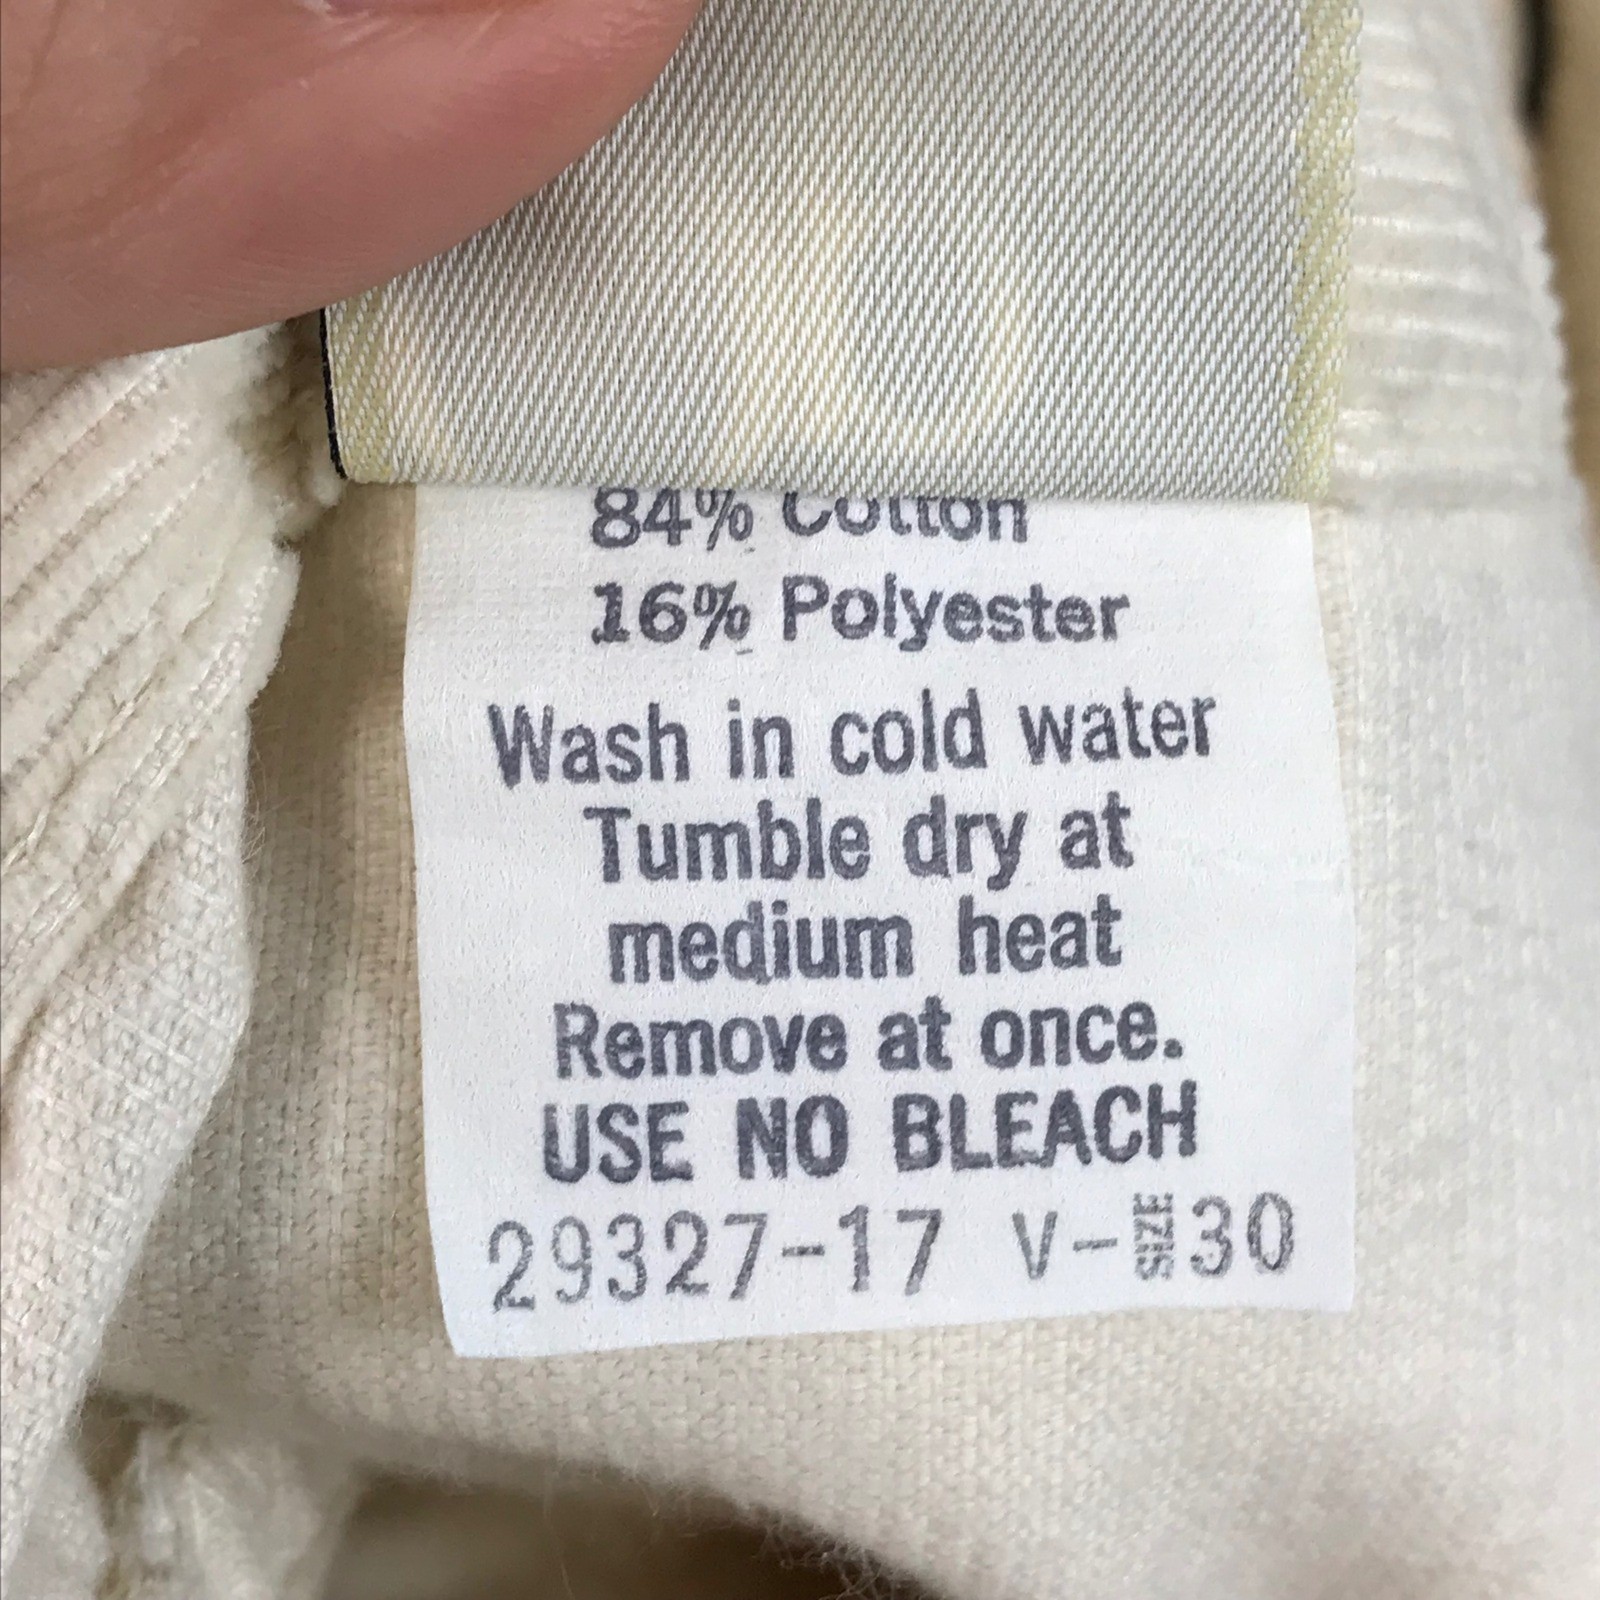 84% Cotton
16% Polyester
Wash in cold water
Tumble dry at
medium heat
Remove at once.
USE NO BLEACH
29327-17 V-SIZE 30